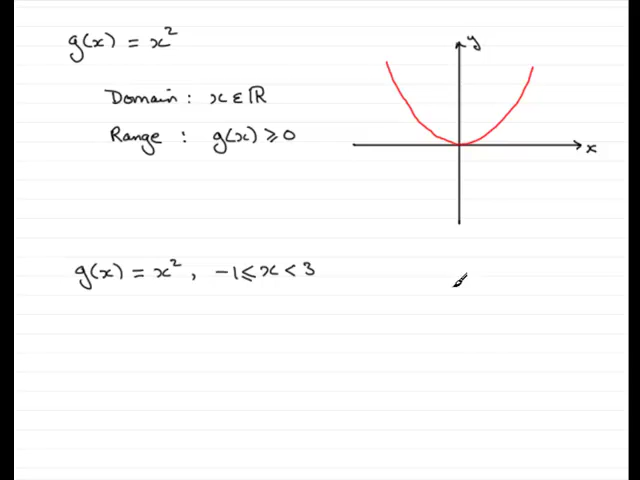 g(x) = x²
y
Domain : x ∈ ℝ
Range : g(x) ⩾ 0
x
g(x) = x² , -1 ⩽ x < 3